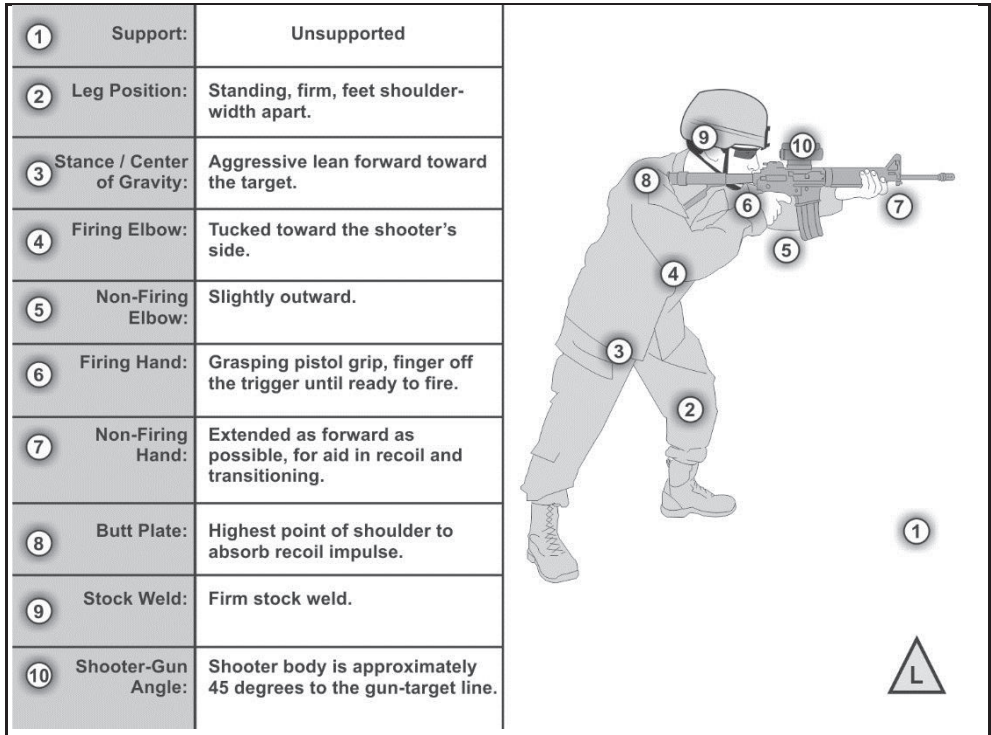 1 Support: Unsupported
2 Leg Position: Standing, firm, feet shoulder-
width apart.
3 Stance / Center Aggressive lean forward toward
of Gravity: the target.
4 Firing Elbow: Tucked toward the shooter's
side.
5 Non-Firing Slightly outward.
Elbow:
6 Firing Hand: Grasping pistol grip, finger off
the trigger until ready to fire.
7 Non-Firing Extended as forward as
Hand: possible, for aid in recoil and
transitioning.
8 Butt Plate: Highest point of shoulder to
absorb recoil impulse.
9 Stock Weld: Firm stock weld.
10 Shooter-Gun Shooter body is approximately
Angle: 45 degrees to the gun-target line.
9
10
8
6
7
5
4
3
2
1
L